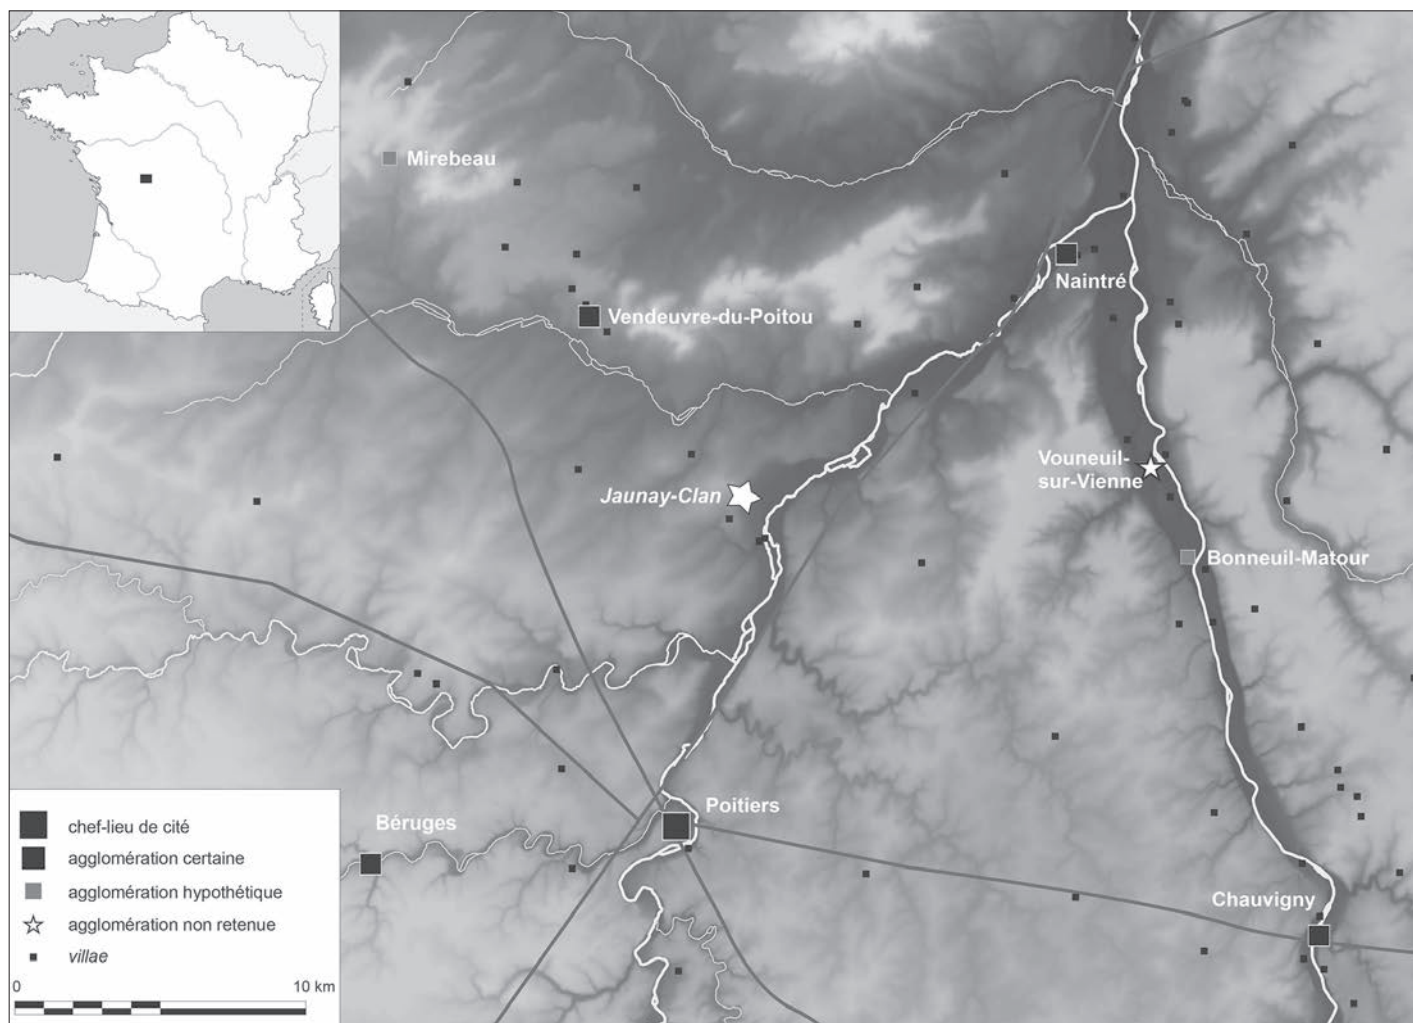 Mirebeau
Naintré
Vendeuvre-du-Poitou
Vouneuil-
sur-Vienne
Jaunay-Clan
Bonneuil-Matour
Poitiers
Béruges
Chauvigny
chef-lieu de cité
agglomération certaine
agglomération hypothétique
agglomération non retenue
villae
0 10 km